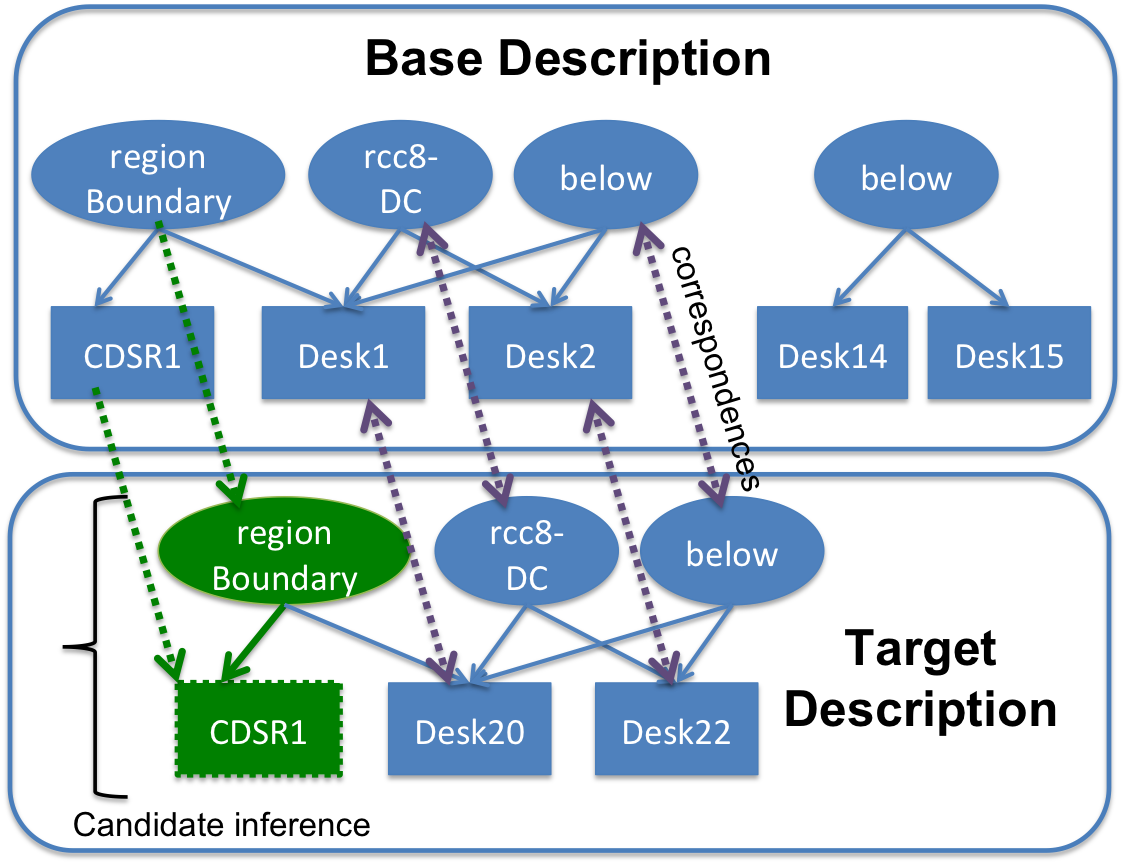 Base Description
region
Boundary
rcc8-
DC
below
below
correspondences
CDSR1
Desk1
Desk2
Desk14
Desk15
region
Boundary
rcc8-
DC
below
Target
Description
CDSR1
Desk20
Desk22
Candidate inference